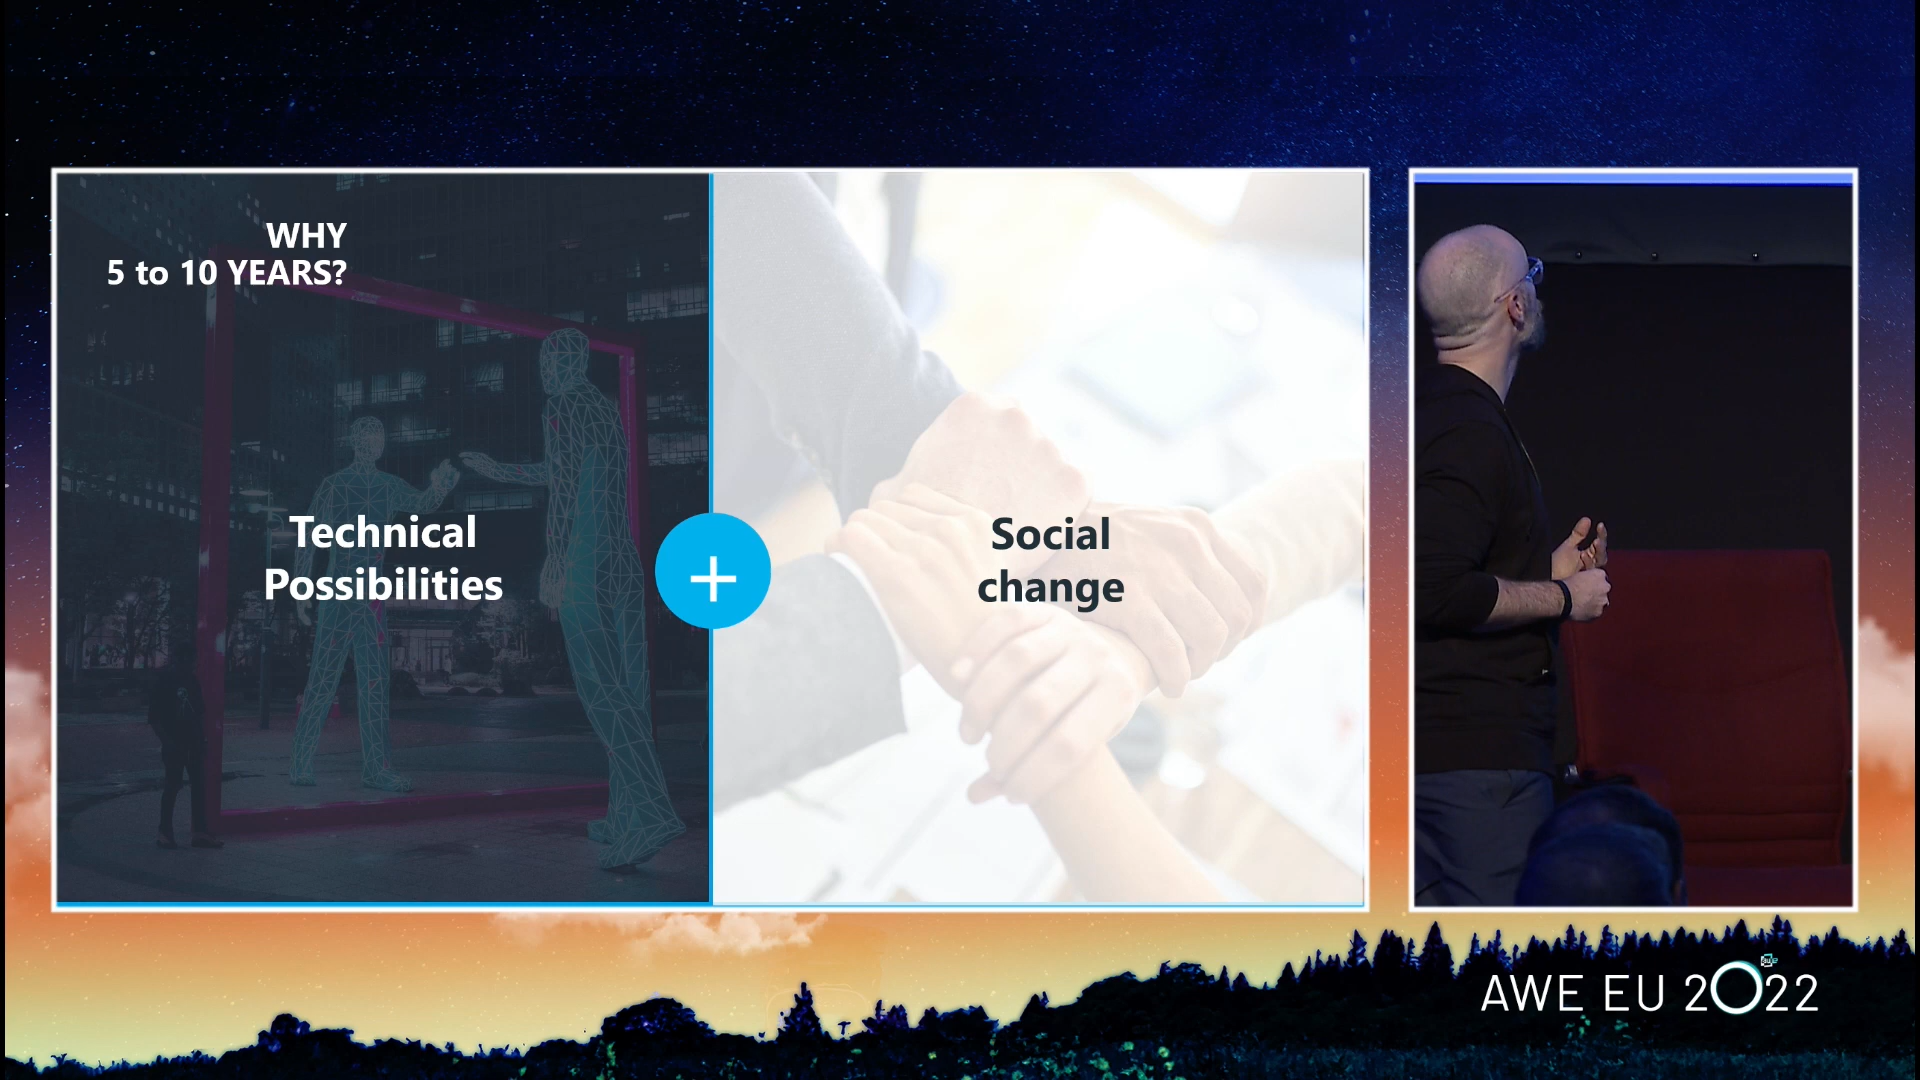 WHY
5 to 10 YEARS?
Technical
Possibilities
+
Social
change
AWE EU 2022